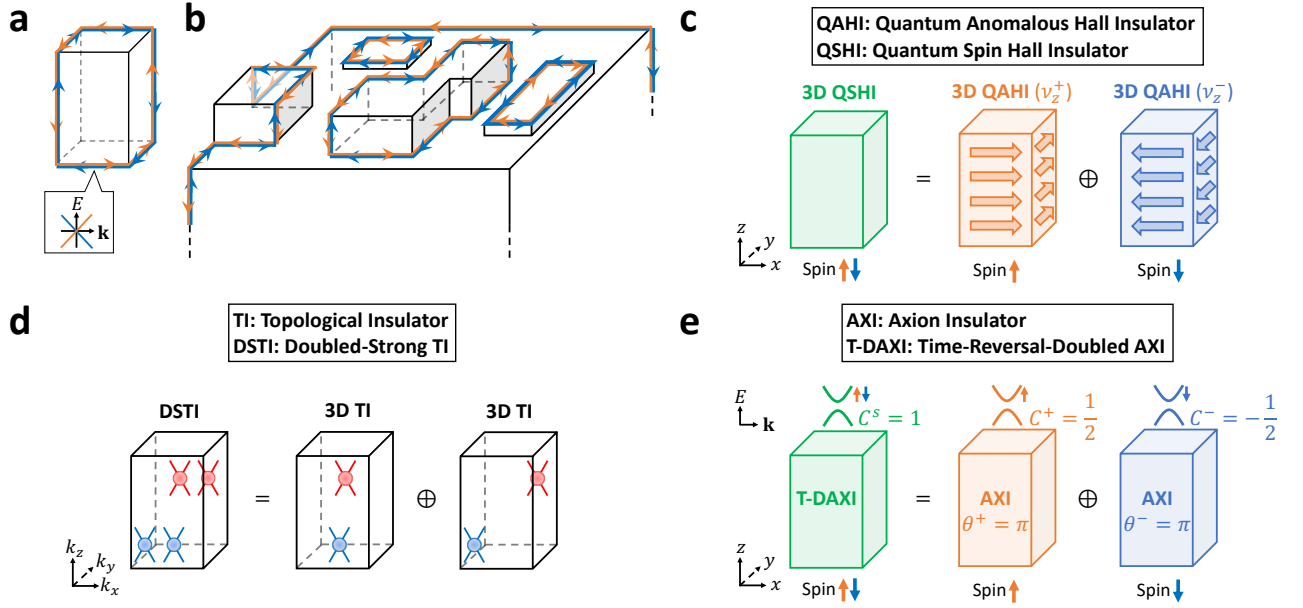 a
b
E
k
c
QAHI: Quantum Anomalous Hall Insulator
QSHI: Quantum Spin Hall Insulator
3D QSHI
3D QAHI (ν_z^+)
3D QAHI (ν_z^-)
=
⊕
z
y
x
Spin
Spin
Spin
d
TI: Topological Insulator
DSTI: Doubled-Strong TI
DSTI
3D TI
3D TI
=
⊕
k_z
k_y
k_x
e
AXI: Axion Insulator
T-DAXI: Time-Reversal-Doubled AXI
E
k
C^s = 1
C^+ = 1/2
C^- = -1/2
T-DAXI
=
AXI
θ^+ = π
⊕
AXI
θ^- = π
z
y
x
Spin
Spin
Spin